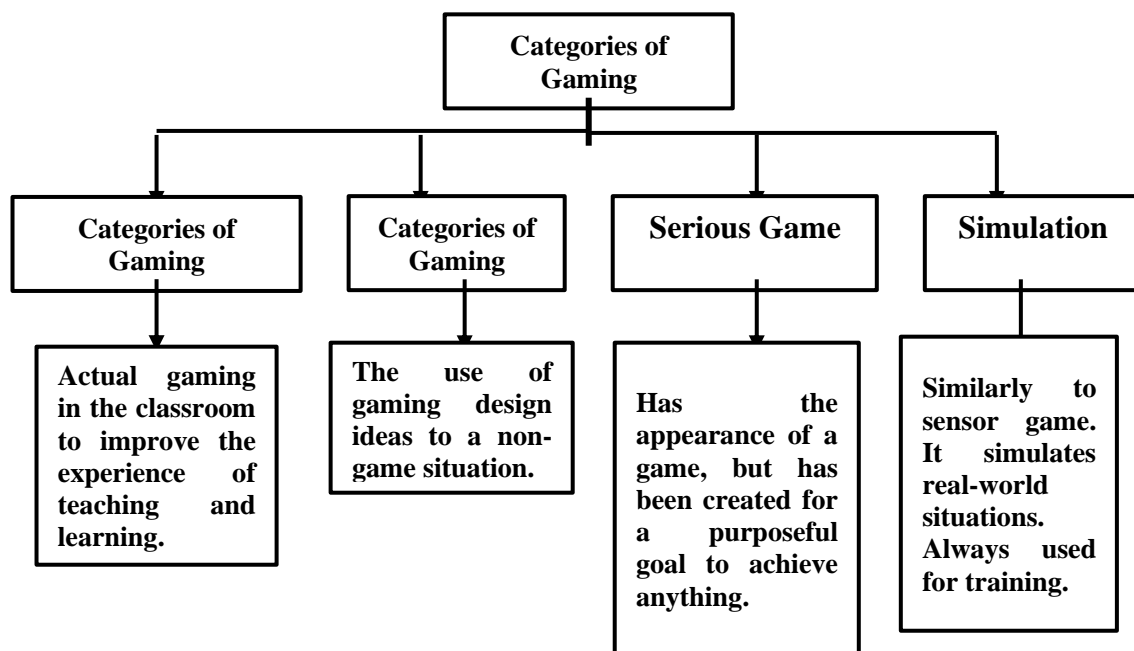 Categories of
Gaming
Categories of
Gaming
Categories of
Gaming
Serious Game
Simulation
Actual gaming
in the classroom
to improve the
experience of
teaching and
learning.
The use of
gaming design
ideas to a non-
game situation.
Has the
appearance of a
game, but has
been created for
a purposeful
goal to achieve
anything.
Similarly to
sensor game.
It simulates
real-world
situations.
Always used
for training.